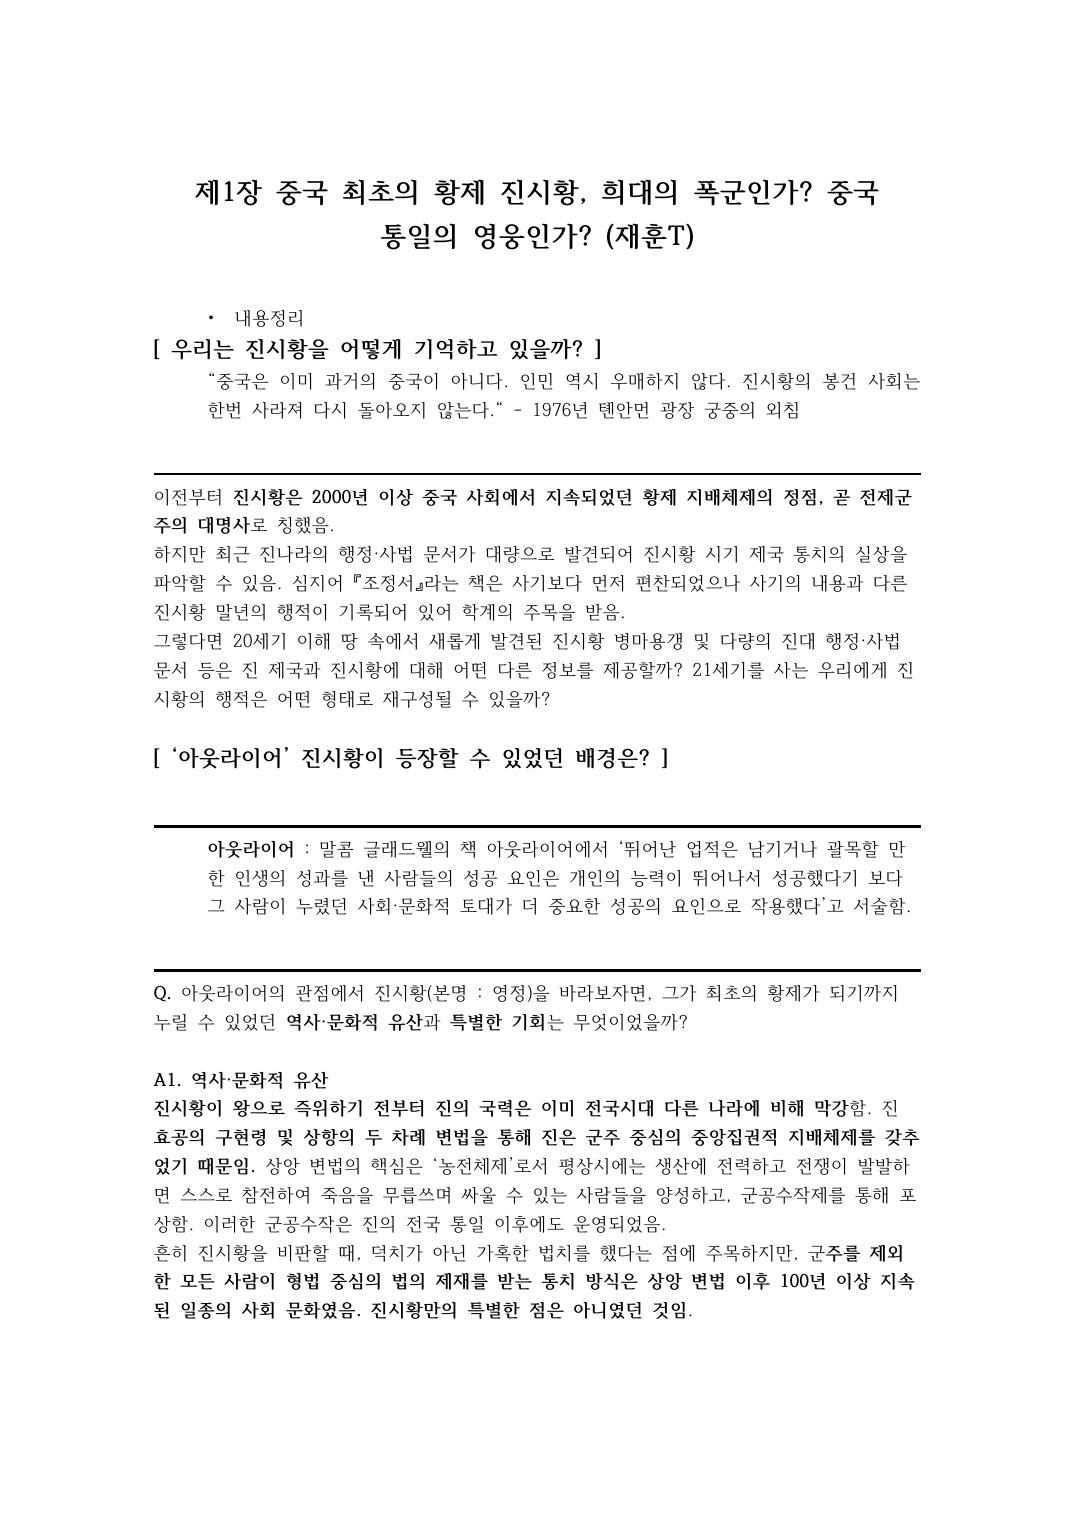 제1장 중국 최초의 황제 진시황, 희대의 폭군인가? 중국
통일의 영웅인가? (재훈T)
• 내용정리
[ 우리는 진시황을 어떻게 기억하고 있을까? ]
“중국은 이미 과거의 중국이 아니다. 인민 역시 우매하지 않다. 진시황의 봉건 사회는
한번 사라져 다시 돌아오지 않는다.“ - 1976년 톈안먼 광장 궁중의 외침
이전부터 진시황은 2000년 이상 중국 사회에서 지속되었던 황제 지배체제의 정점, 곧 전제군
주의 대명사로 칭했음.
하지만 최근 진나라의 행정·사법 문서가 대량으로 발견되어 진시황 시기 제국 통치의 실상을
파악할 수 있음. 심지어 『조정서』라는 책은 사기보다 먼저 편찬되었으나 사기의 내용과 다른
진시황 말년의 행적이 기록되어 있어 학계의 주목을 받음.
그렇다면 20세기 이해 땅 속에서 새롭게 발견된 진시황 병마용갱 및 다량의 진대 행정·사법
문서 등은 진 제국과 진시황에 대해 어떤 다른 정보를 제공할까? 21세기를 사는 우리에게 진
시황의 행적은 어떤 형태로 재구성될 수 있을까?
[ ‘아웃라이어’ 진시황이 등장할 수 있었던 배경은? ]
아웃라이어 : 말콤 글래드웰의 책 아웃라이어에서 ‘뛰어난 업적은 남기거나 괄목할 만
한 인생의 성과를 낸 사람들의 성공 요인은 개인의 능력이 뛰어나서 성공했다기 보다
그 사람이 누렸던 사회·문화적 토대가 더 중요한 성공의 요인으로 작용했다’고 서술함.
Q. 아웃라이어의 관점에서 진시황(본명 : 영정)을 바라보자면, 그가 최초의 황제가 되기까지
누릴 수 있었던 역사·문화적 유산과 특별한 기회는 무엇이었을까?
A1. 역사·문화적 유산
진시황이 왕으로 즉위하기 전부터 진의 국력은 이미 전국시대 다른 나라에 비해 막강함. 진
효공의 구현령 및 상항의 두 차례 변법을 통해 진은 군주 중심의 중앙집권적 지배체제를 갖추
었기 때문임. 상앙 변법의 핵심은 ‘농전체제’로서 평상시에는 생산에 전력하고 전쟁이 발발하
면 스스로 참전하여 죽음을 무릅쓰며 싸울 수 있는 사람들을 양성하고, 군공수작제를 통해 포
상함. 이러한 군공수작은 진의 전국 통일 이후에도 운영되었음.
흔히 진시황을 비판할 때, 덕치가 아닌 가혹한 법치를 했다는 점에 주목하지만, 군주를 제외
한 모든 사람이 형법 중심의 법의 제재를 받는 통치 방식은 상앙 변법 이후 100년 이상 지속
된 일종의 사회 문화였음. 진시황만의 특별한 점은 아니였던 것임.